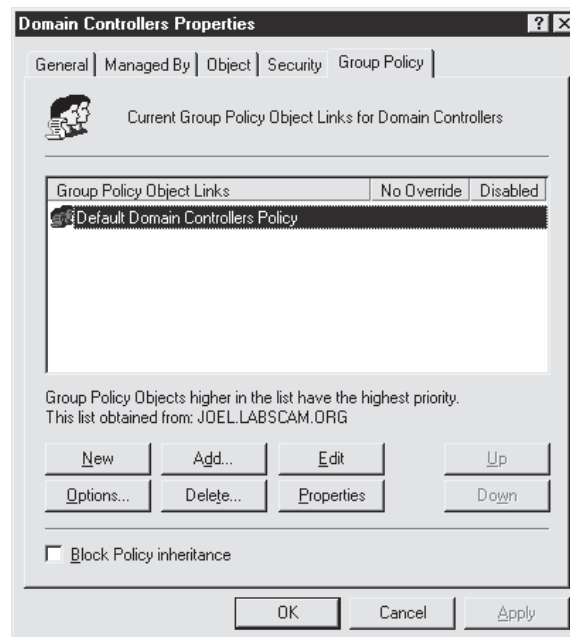 Domain Controllers Properties
General Managed By Object Security Group Policy
Current Group Policy Object Links for Domain Controllers
Group Policy Object Links No Override Disabled
Default Domain Controllers Policy
Group Policy Objects higher in the list have the highest priority.
This list obtained from: JOEL.LABSCAM.ORG
New Add... Edit Up
Options... Delete... Properties Down
Block Policy inheritance
OK Cancel Apply